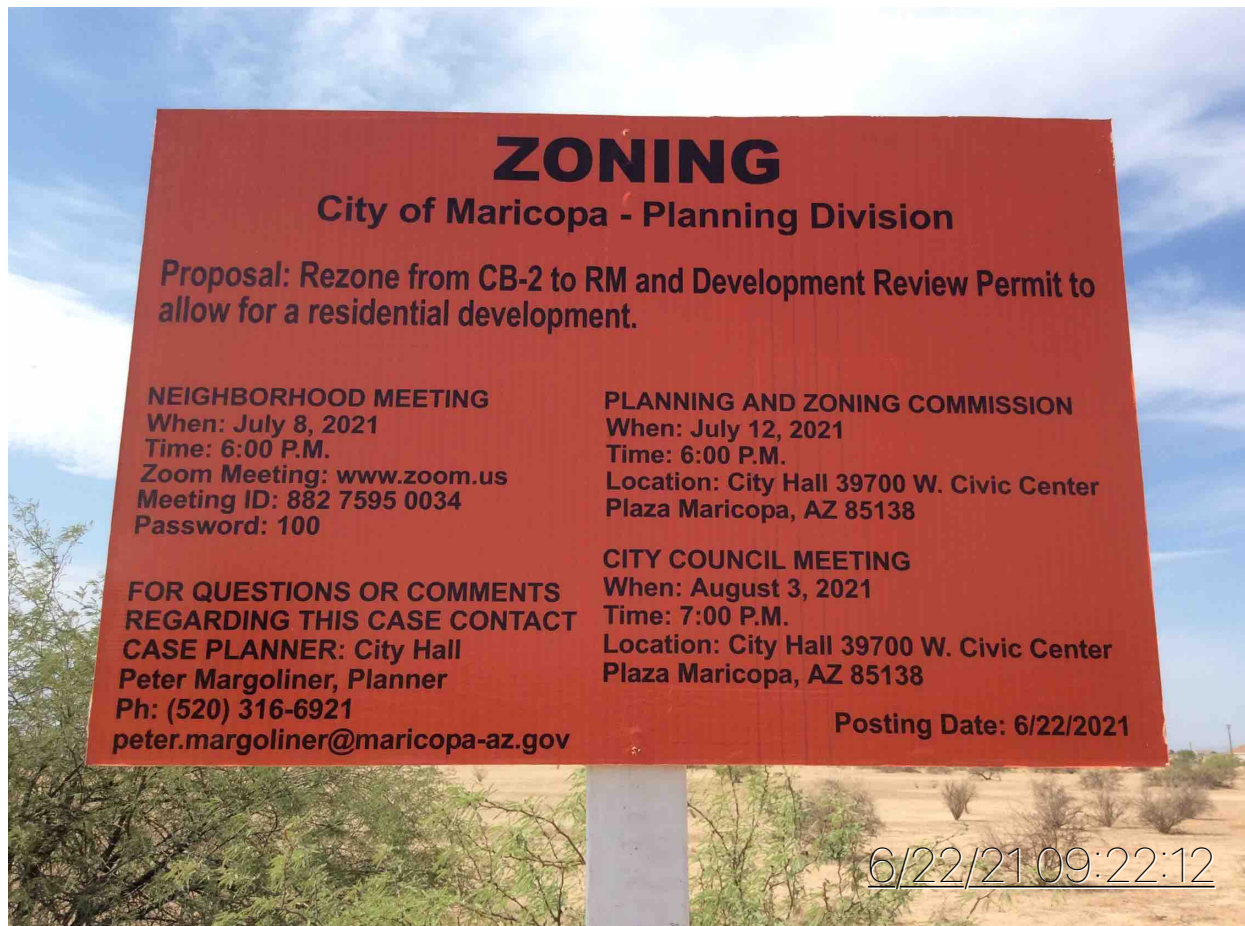 ZONING
City of Maricopa - Planning Division
Proposal: Rezone from CB-2 to RM and Development Review Permit to
allow for a residential development.
NEIGHBORHOOD MEETING
When: July 8, 2021
Time: 6:00 P.M.
Zoom Meeting: www.zoom.us
Meeting ID: 882 7595 0034
Password: 100
FOR QUESTIONS OR COMMENTS
REGARDING THIS CASE CONTACT
CASE PLANNER: City Hall
Peter Margoliner, Planner
Ph: (520) 316-6921
peter.margoliner@maricopa-az.gov
PLANNING AND ZONING COMMISSION
When: July 12, 2021
Time: 6:00 P.M.
Location: City Hall 39700 W. Civic Center
Plaza Maricopa, AZ 85138
CITY COUNCIL MEETING
When: August 3, 2021
Time: 7:00 P.M.
Location: City Hall 39700 W. Civic Center
Plaza Maricopa, AZ 85138
Posting Date: 6/22/2021
6/22/21 09:22:12